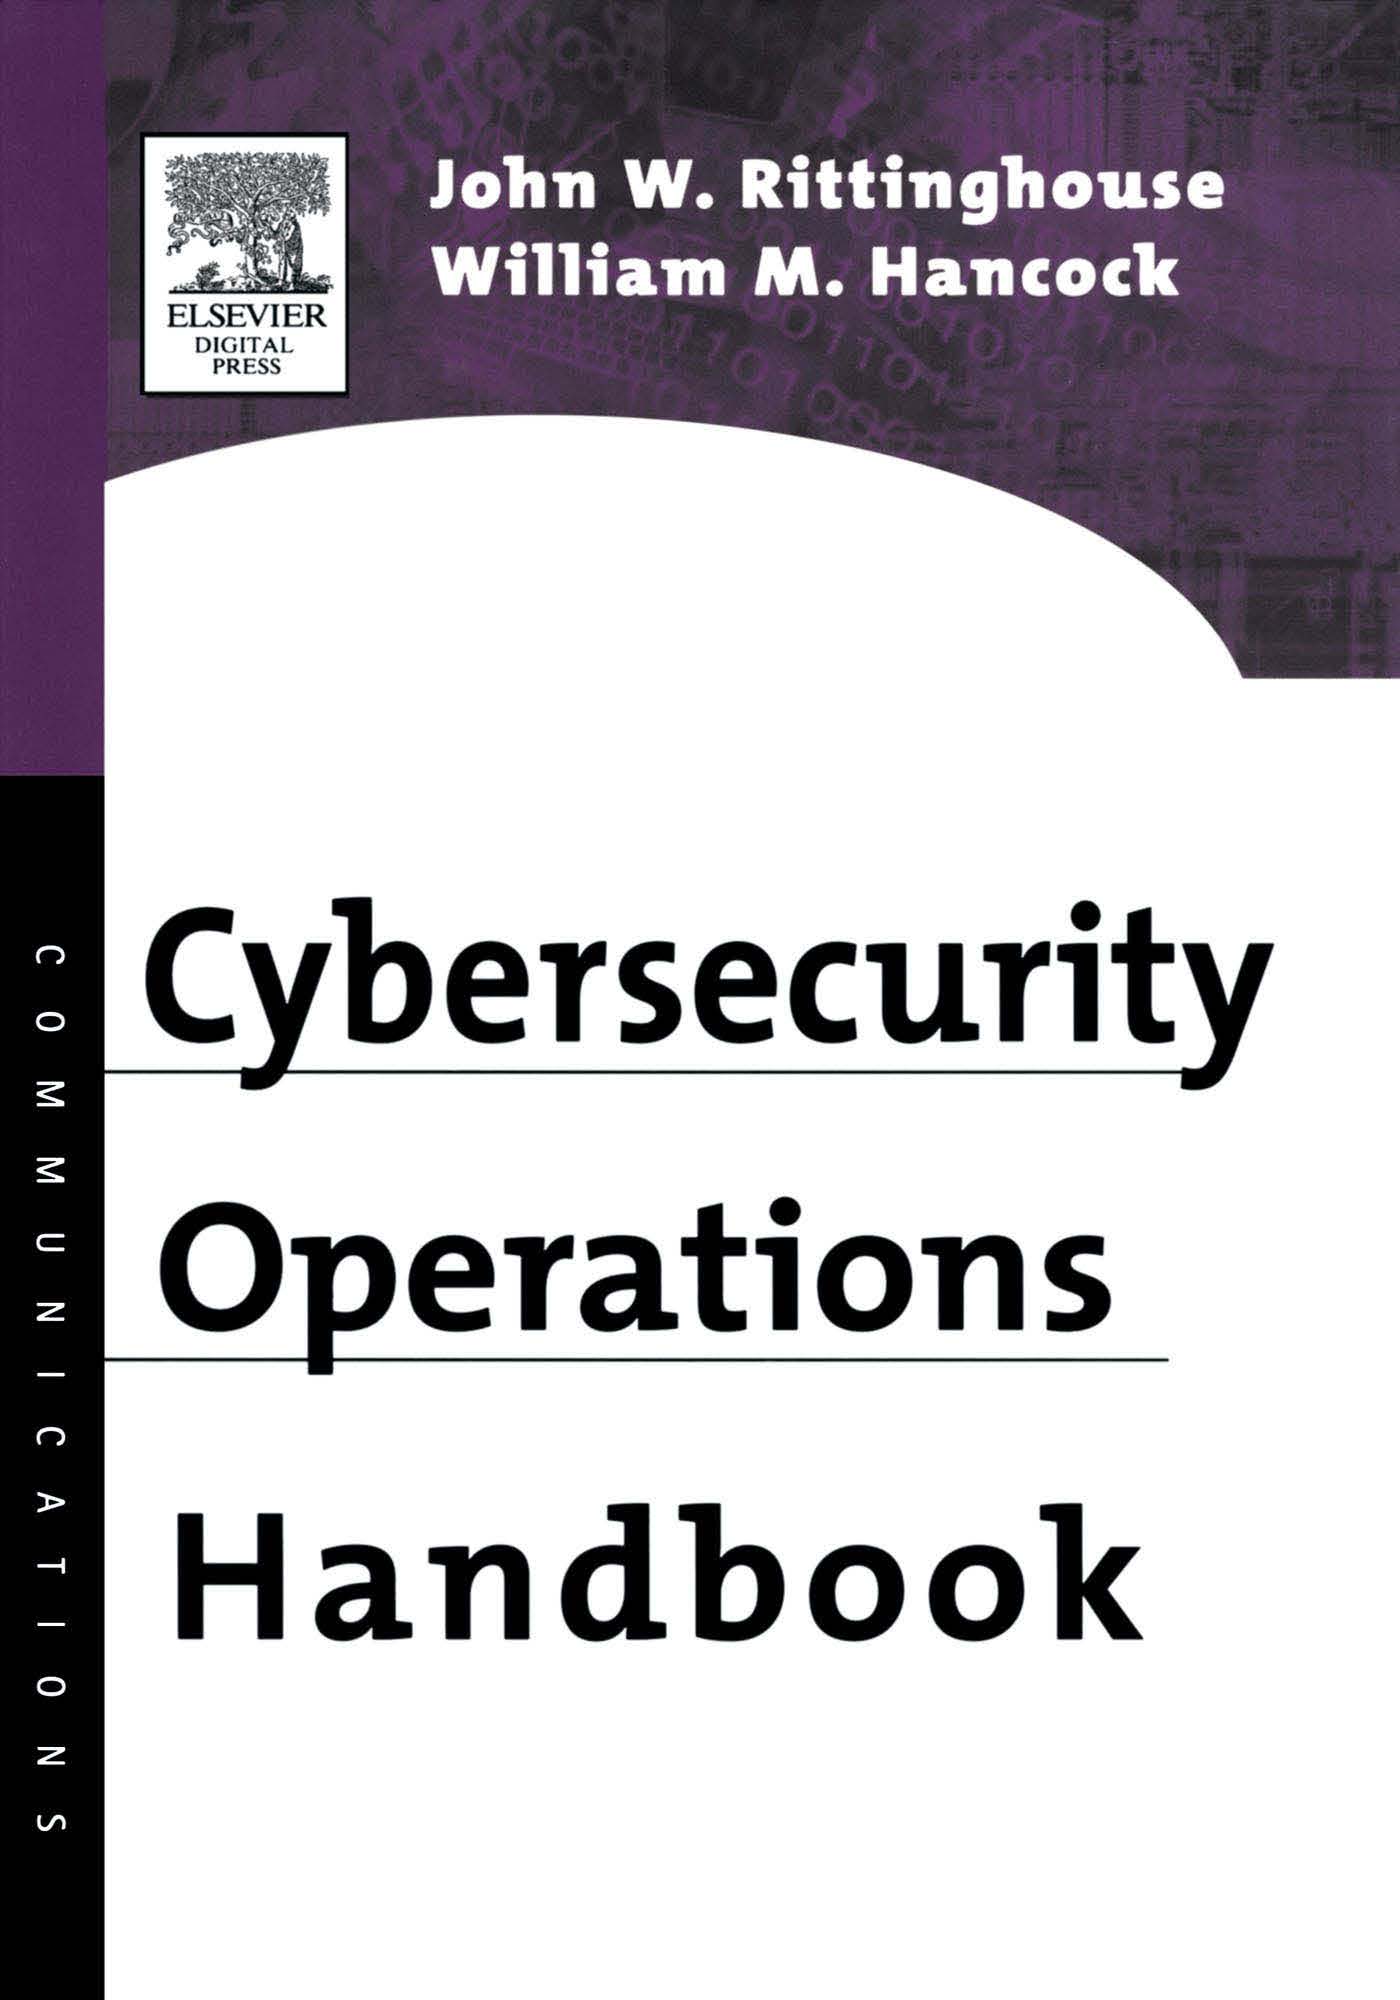 John W. Rittinghouse
William M. Hancock
ELSEVIER
DIGITAL
PRESS
Cybersecurity
Operations
Handbook
COMMUNICATIONS